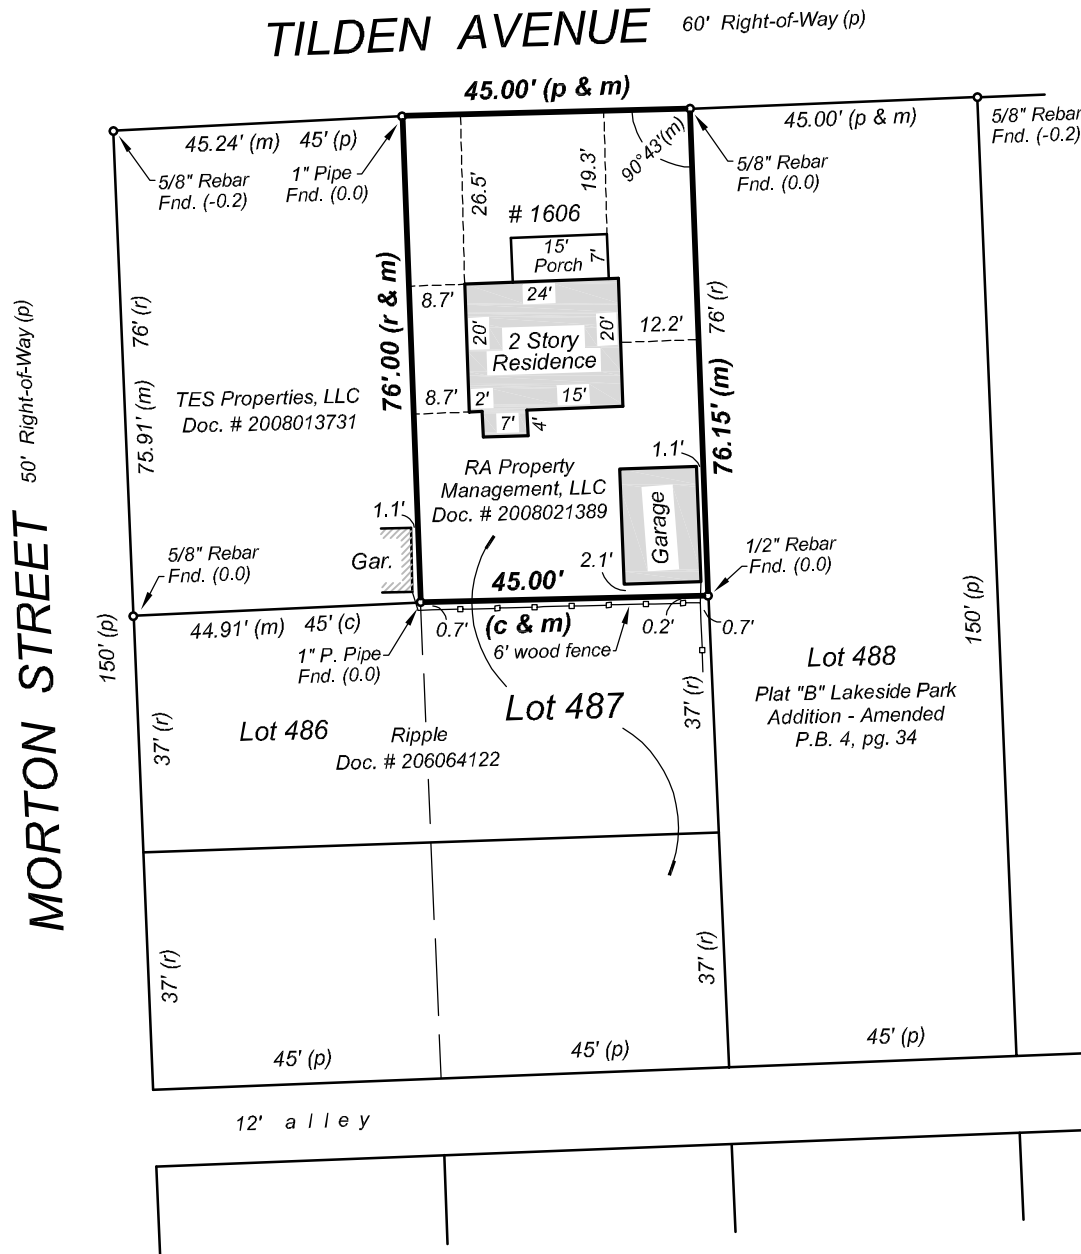 TILDEN AVENUE 60' Right-of-Way (p)
45.00' (p & m)
45.24' (m) 45' (p)
45.00' (p & m)
5/8" Rebar
Fnd. (-0.2)
5/8" Rebar
Fnd. (-0.2)
1" Pipe
Fnd. (0.0)
90°43'(m)
5/8" Rebar
Fnd. (0.0)
26.5'
19.3'
# 1606
15'
Porch
7'
8.7'
24'
20'
20'
2 Story
Residence
12.2'
76'.00 (r & m)
76' (r)
75.91' (m)
76' (r)
76.15' (m)
MORTON STREET 50' Right-of-Way (p)
TES Properties, LLC
Doc. # 2008013731
8.7'
2'
15'
7'
4'
RA Property
Management, LLC
Doc. # 2008021389
1.1'
Garage
1.1'
Gar.
5/8" Rebar
Fnd. (0.0)
2.1'
1/2" Rebar
Fnd. (0.0)
45.00'
(c & m)
44.91' (m) 45' (c)
0.7'
0.2'
0.7'
6' wood fence
1" P. Pipe
Fnd. (0.0)
150' (p)
150' (p)
Lot 486
Lot 487
Lot 488
Plat "B" Lakeside Park
Addition - Amended
P.B. 4, pg. 34
37' (r)
37' (r)
Ripple
Doc. # 206064122
37' (r)
37' (r)
45' (p)
45' (p)
45' (p)
12' alley